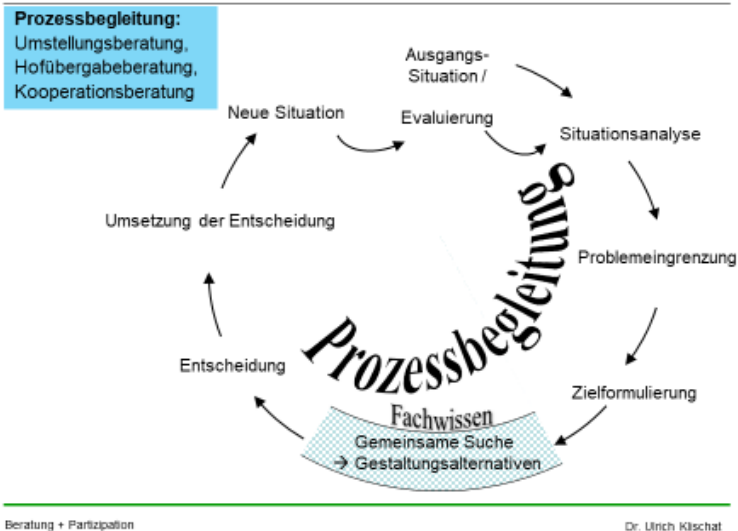 Prozessbegleitung:
Umstellungsberatung,
Hofübergabeberatung,
Kooperationsberatung
Ausgangs-
Situation /
Neue Situation
Evaluierung
Situationsanalyse
Umsetzung der Entscheidung
Problemeingrenzung
Prozessbegleitung
Entscheidung
Zielformulierung
Fachwissen
Gemeinsame Suche
→ Gestaltungsalternativen
Beratung + Partizipation
Dr. Ulrich Klischat